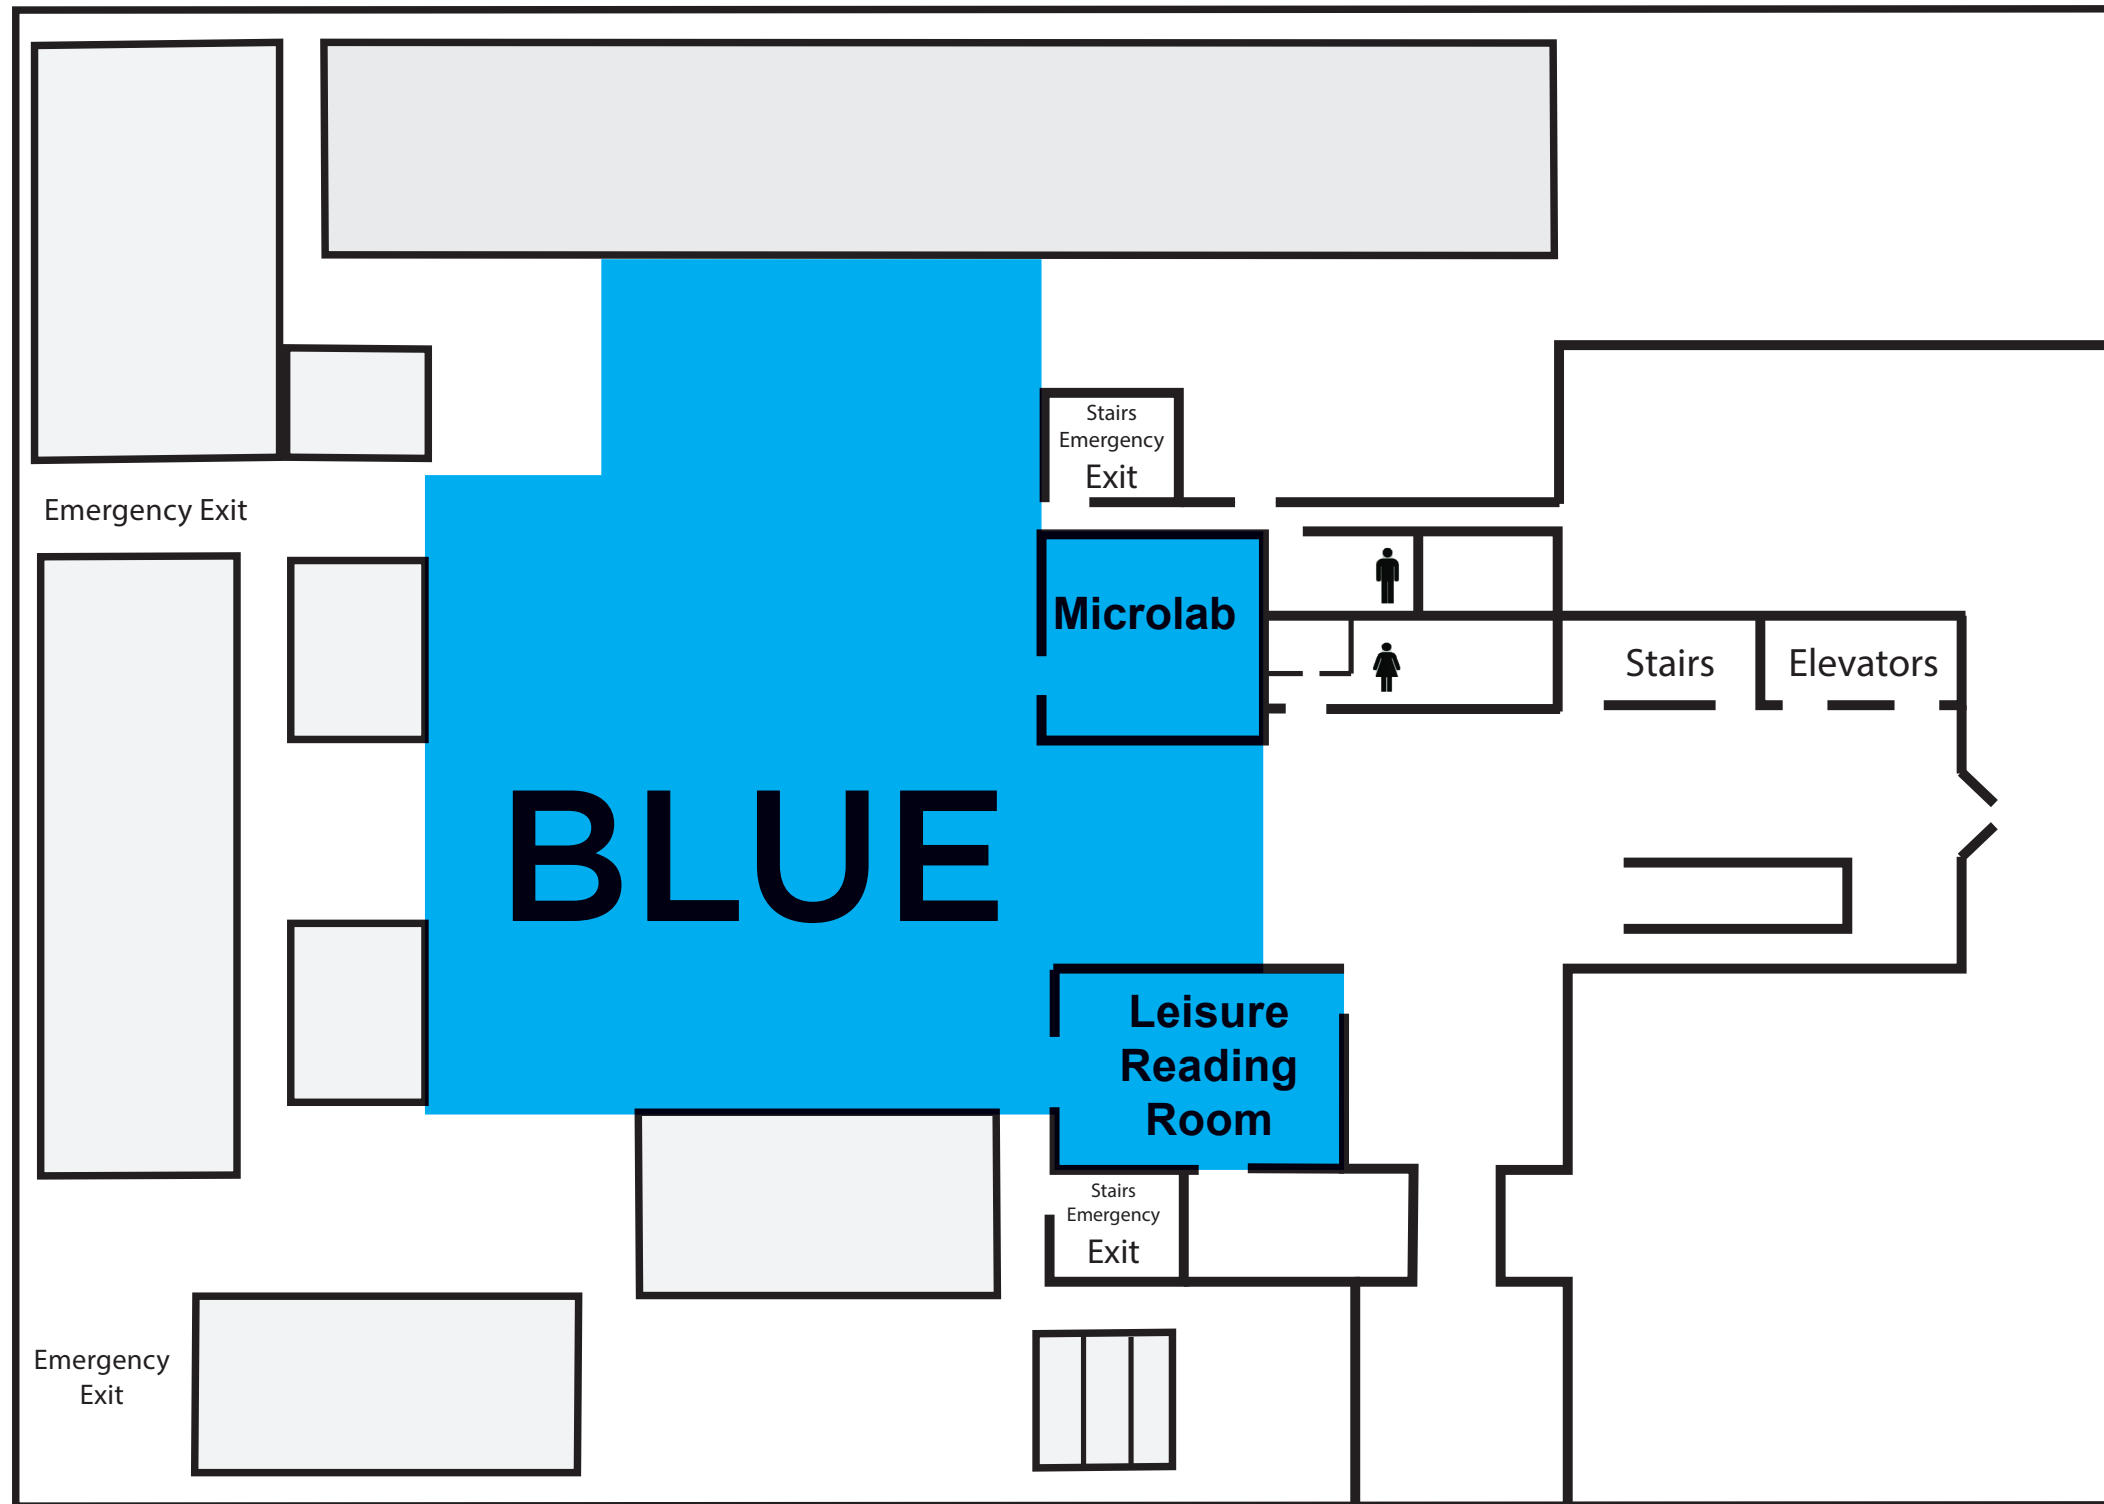 Stairs
Emergency
Exit
Emergency Exit
Microlab
Stairs
Elevators
BLUE
Leisure
Reading
Room
Stairs
Emergency
Exit
Emergency
Exit